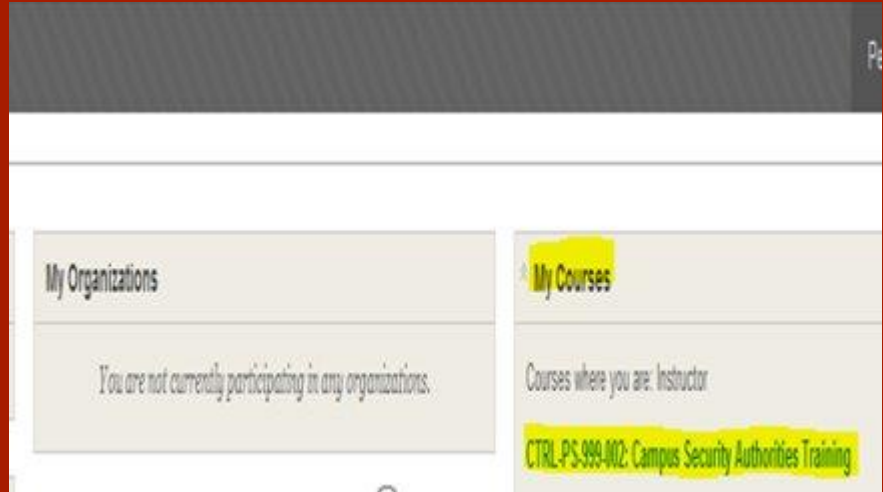 Pe
My Organizations
My Courses
You are not currently participating in any organizations.
Courses where you are: Instructor
CTRL-PS-999-002: Campus Security Authorities Training